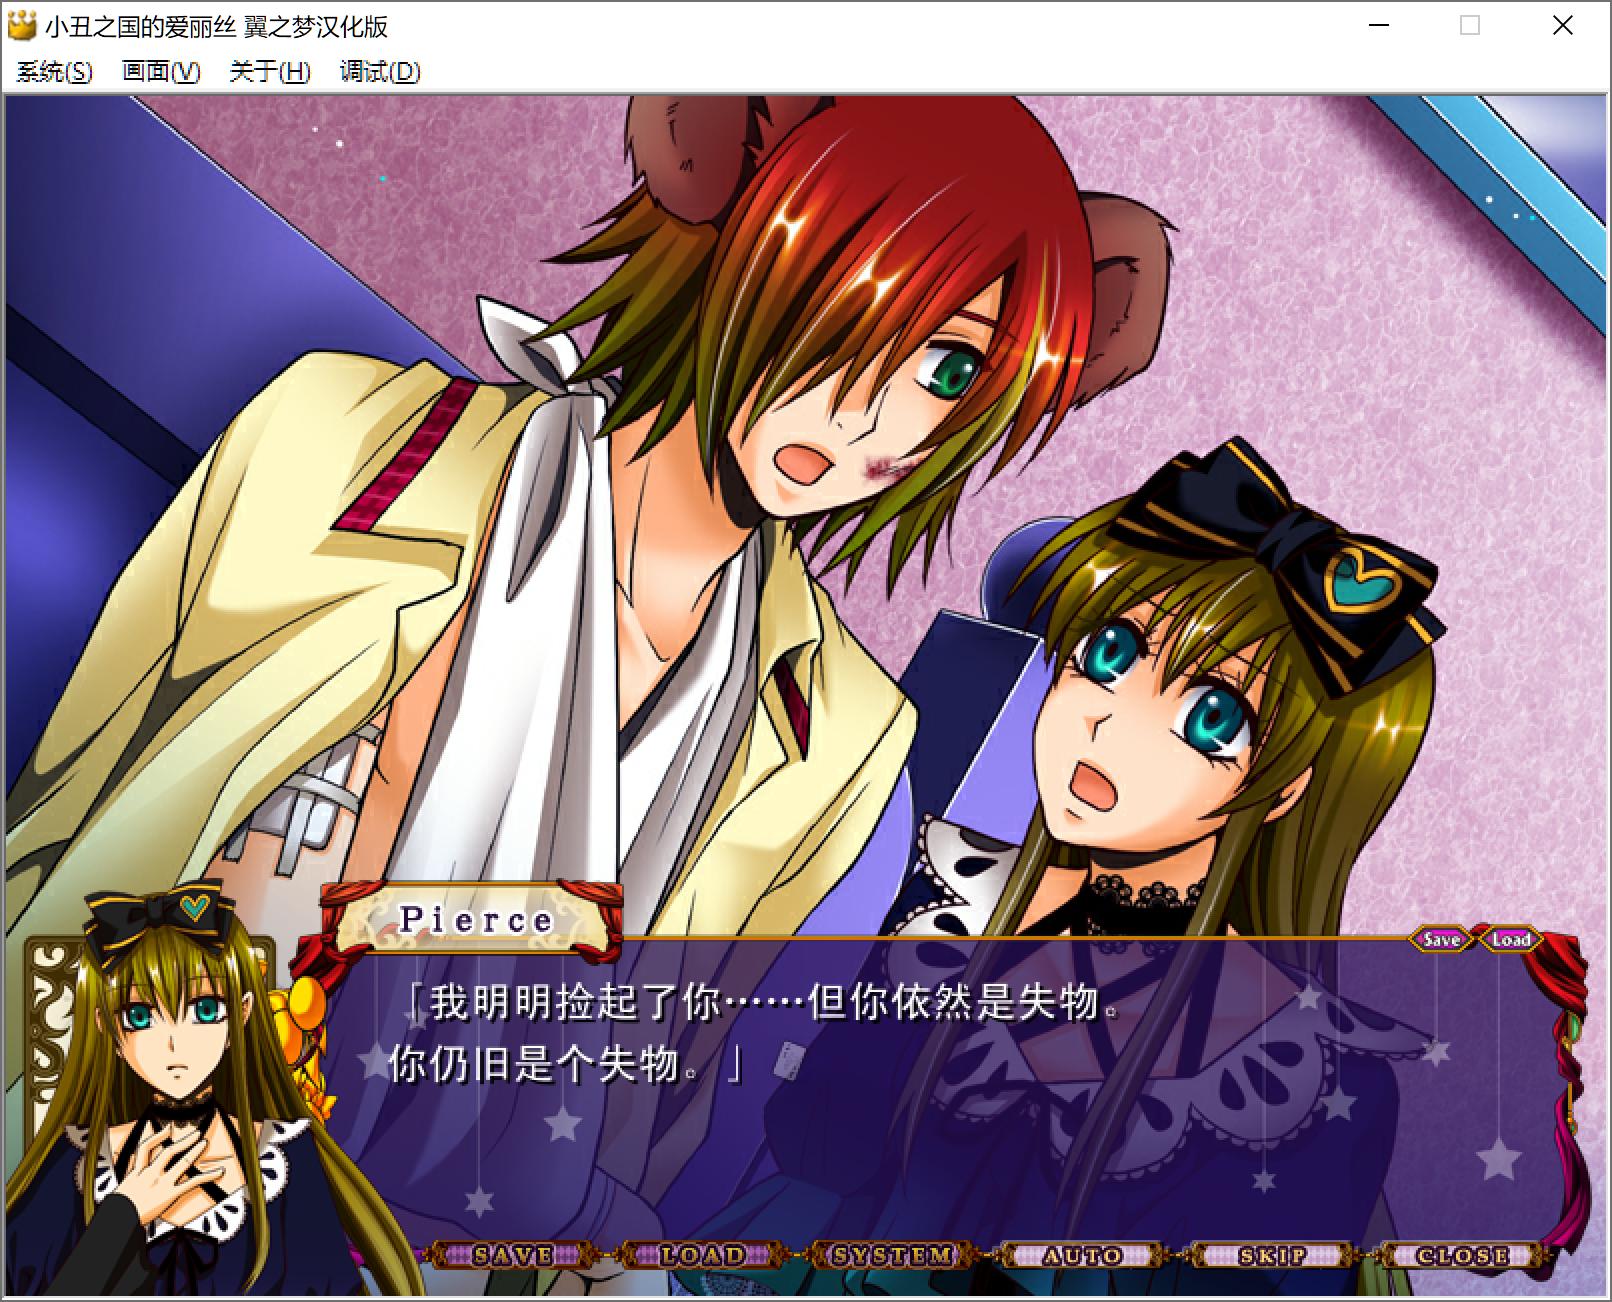 小丑之国的爱丽丝 翼之梦汉化版
系统(S) 画面(V) 关于(H) 调试(D)
Pierce
Save Load
「我明明捡起了你……但你依然是失物。
你仍旧是个失物。」
SAVE LOAD SYSTEM AUTO SKIP CLOSE